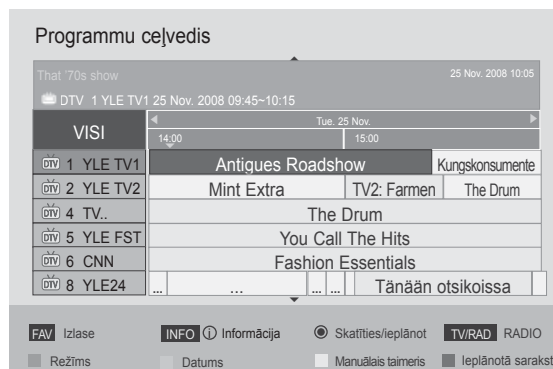 Programmu ceļvedis
That '70s show 25 Nov. 2008 10:05
DTV 1 YLE TV1 25 Nov. 2008 09:45~10:15
VISI Tue. 25 Nov.
14:00 15:00
DTV 1 YLE TV1 Antigues Roadshow Kungskonsumente
DTV 2 YLE TV2 Mint Extra TV2: Farmen The Drum
DTV 4 TV.. The Drum
DTV 5 YLE FST You Call The Hits
DTV 6 CNN Fashion Essentials
DTV 8 YLE24 ... ... ... ... Tänään otsikoissa
FAV Izlase INFO i Informācija Skatīties/ieplānot TV/RAD RADIO
Režīms Datums Manuālais taimeris Ieplānotā sarakst